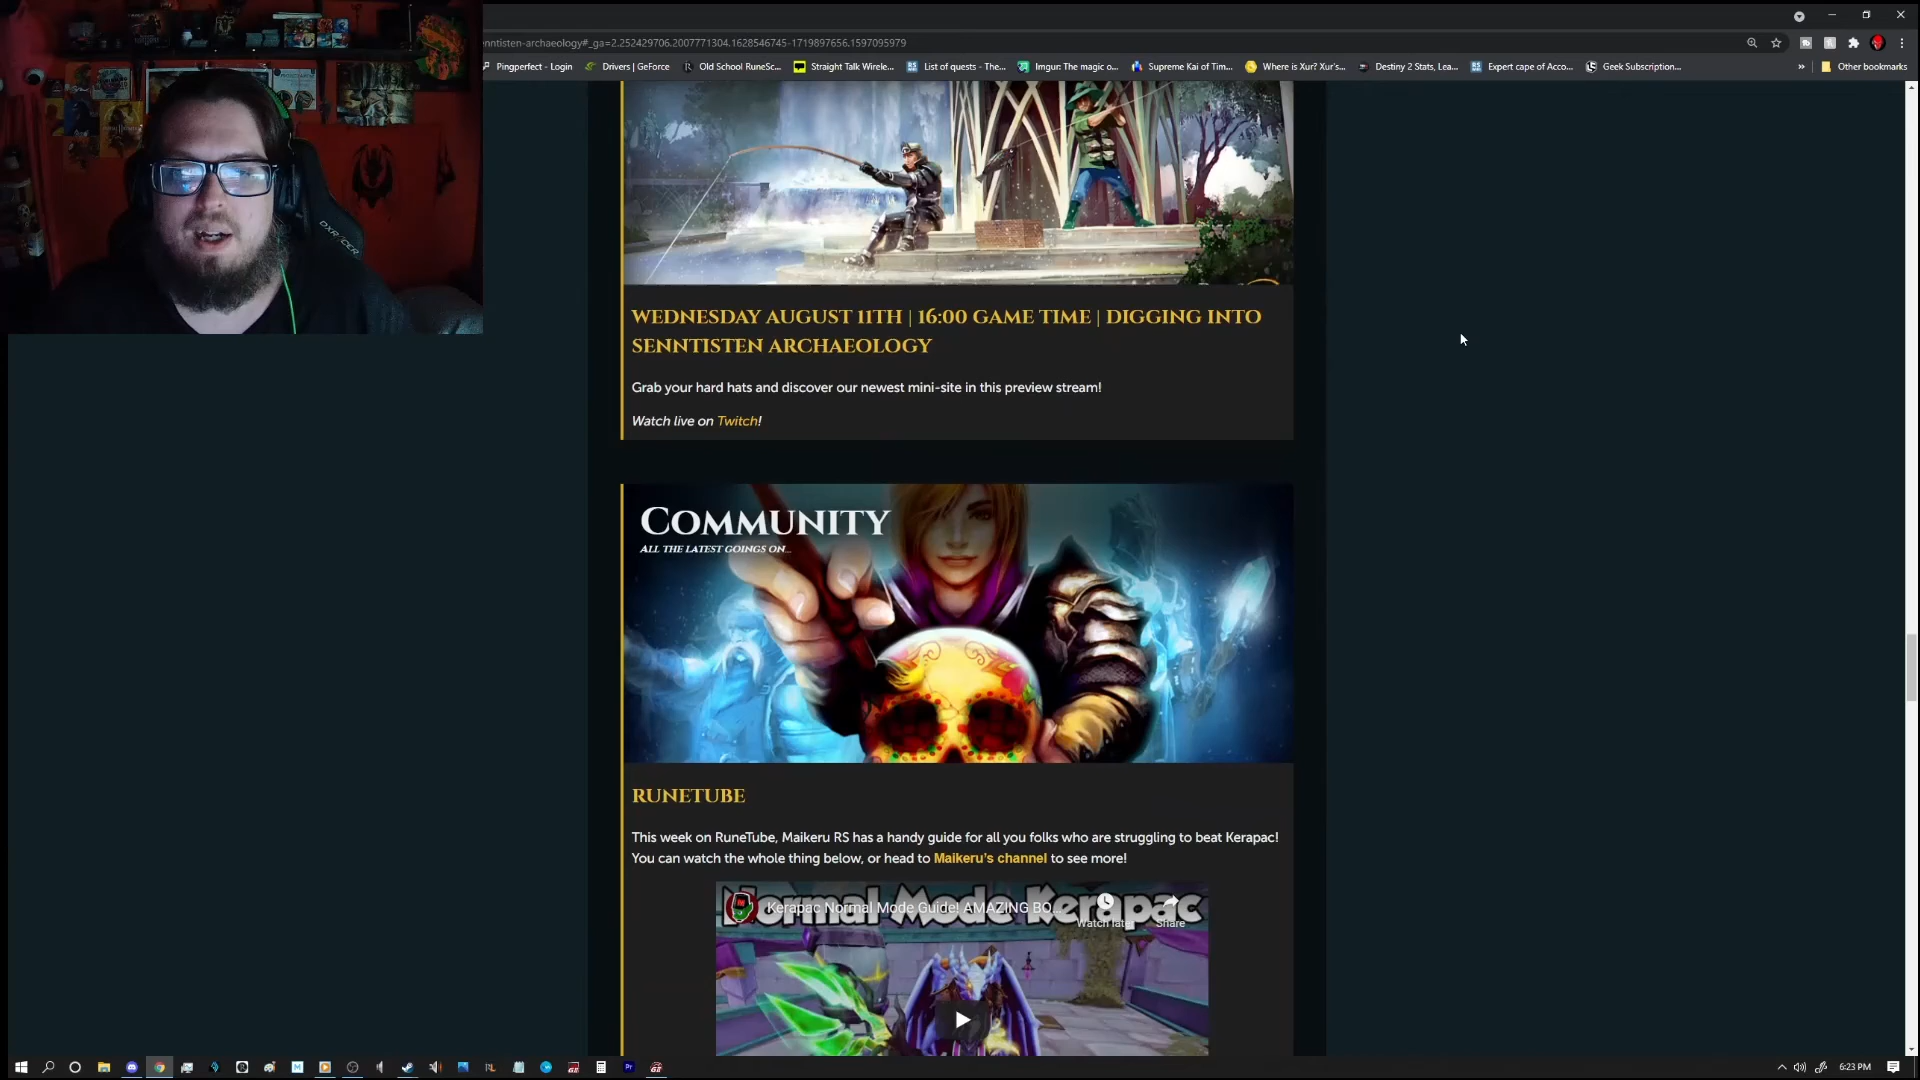 nntisten-archaeology#_ga=2.252429706.2007771304.1628546745-1719897656.1597095979
Pingperfect - Login
Drivers | GeForce
Old School RuneSc...
Straight Talk Wirele...
List of quests - The...
Imgur: The magic o...
Supreme Kai of Tim...
Where is Xur? Xur's...
Destiny 2 Stats, Lea...
Expert cape of Acco...
Geek Subscription...
»
Other bookmarks
DXRACER
WEDNESDAY AUGUST 11TH | 16:00 GAME TIME | DIGGING INTO
SENNTISTEN ARCHAEOLOGY
Grab your hard hats and discover our newest mini-site in this preview stream!
Watch live on Twitch!
COMMUNITY
ALL THE LATEST GOINGS ON...
RUNETUBE
This week on RuneTube, Maikeru RS has a handy guide for all you folks who are struggling to beat Kerapac!
You can watch the whole thing below, or head to Maikeru's channel to see more!
Normal Mode Kerapac
Kerapac Normal Mode Guide! AMAZING BO...
Watch late
Share
6:23 PM